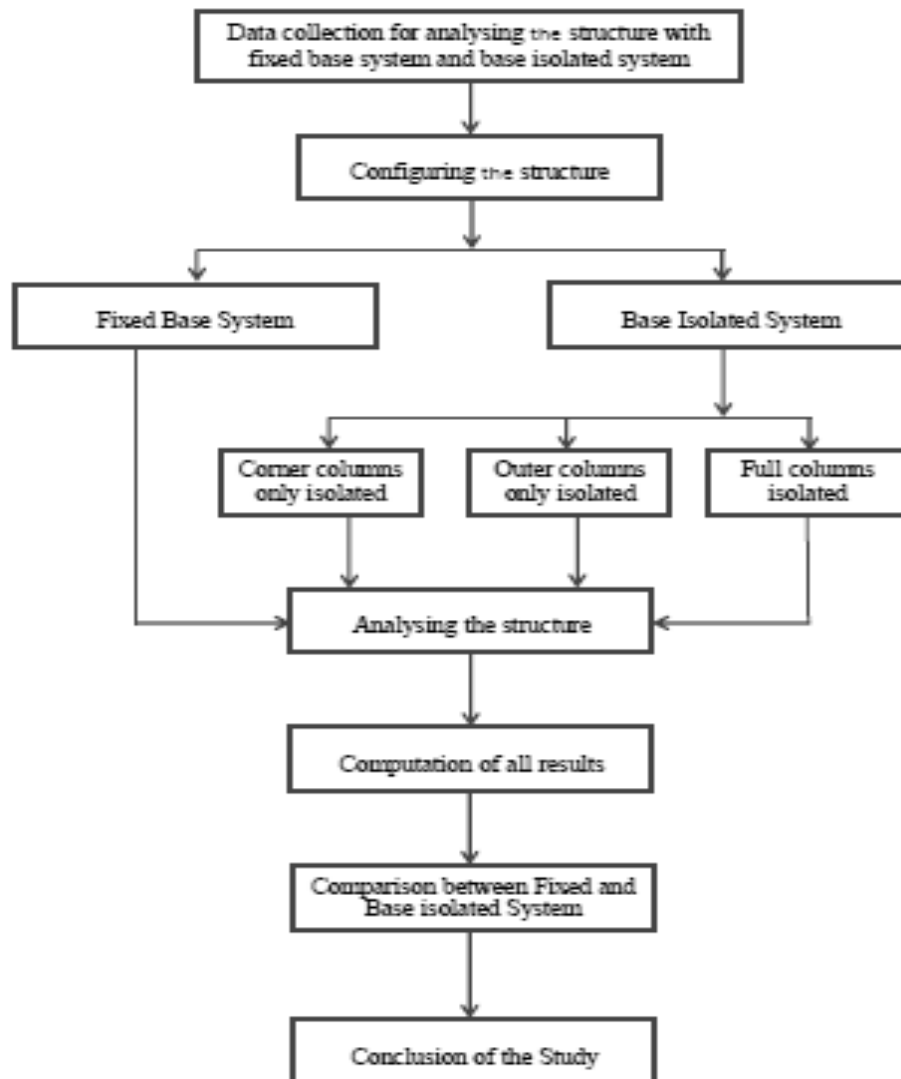 Data collection for analysing the structure with
fixed base system and base isolated system
Configuring the structure
Fixed Base System
Base Isolated System
Corner columns
only isolated
Outer columns
only isolated
Full columns
isolated
Analysing the structure
Computation of all results
Comparison between Fixed and
Base isolated System
Conclusion of the Study